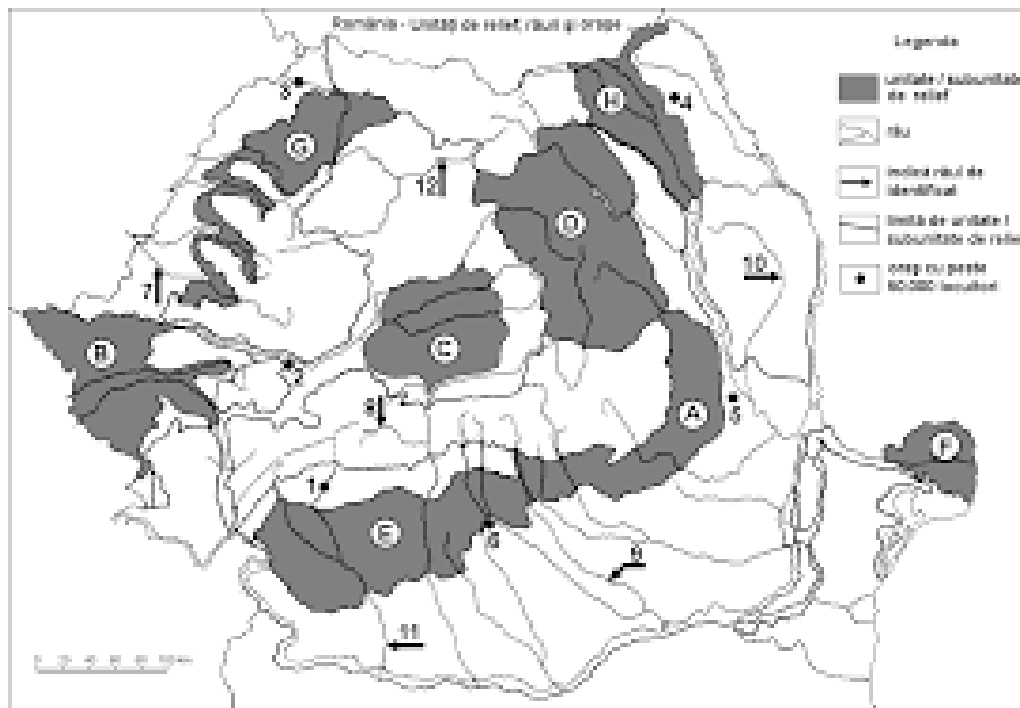 România - Unități de relief, râuri și orașe
Legenda
unitate / subunitate
de relief
râu
indică râul de
identificat
limită de unitate /
subunitate de relief
oraș cu peste
50.000 locuitori
3
H
4
G
12
D
10
7
B
2
C
8
A
5
F
1
E
6
9
11